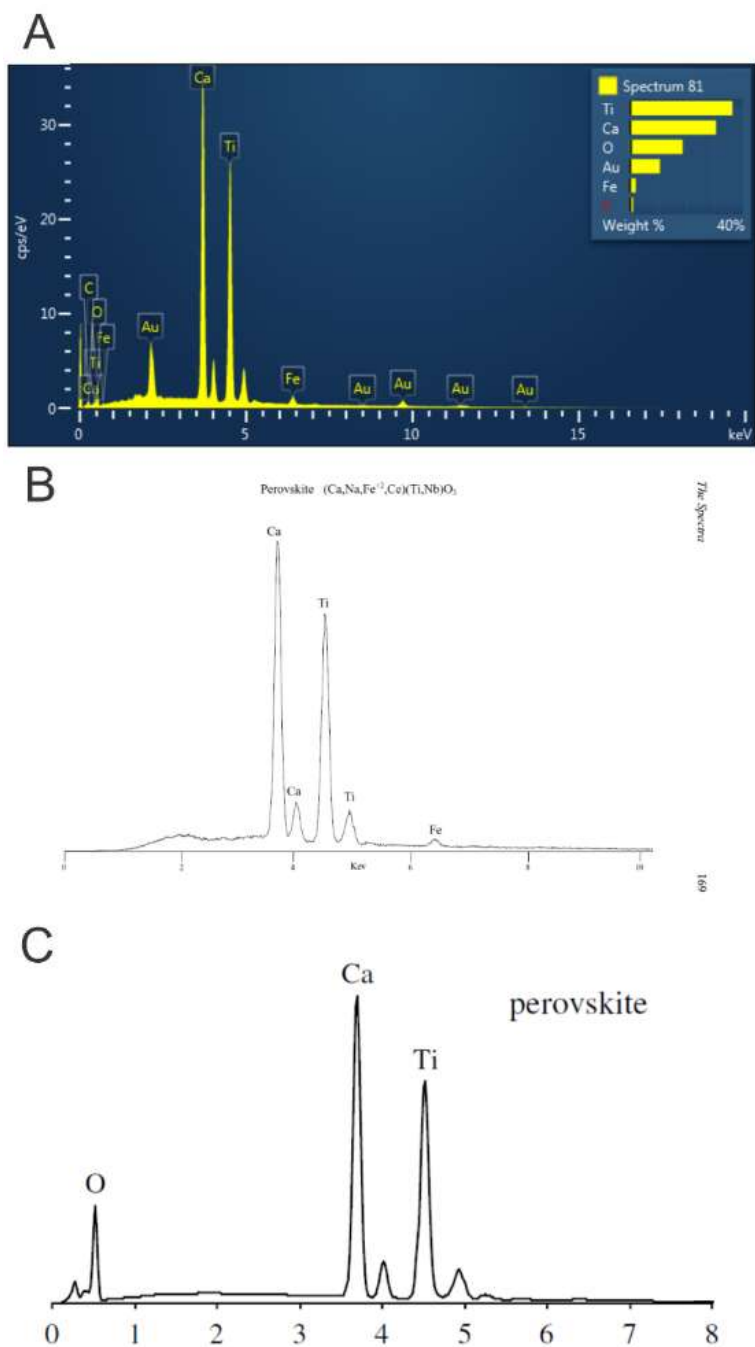 A
Spectrum 81
Ti
Ca
O
Au
Fe
Weight % 40%
cps/eV
30
20
10
0
Ca
Ti
C
O
Fe
Ti
Ca
Au
Fe
Au
Au
Au
Au
0 5 10 15 keV
B
Perovskite (Ca,Na,Fe⁺²,Ce)(Ti,Nb)O₃
The Spectra
Ca
Ti
Ca
Ti
Fe
0 2 4 6 8 10
Kev
169
C
Ca
perovskite
Ti
O
0 1 2 3 4 5 6 7 8